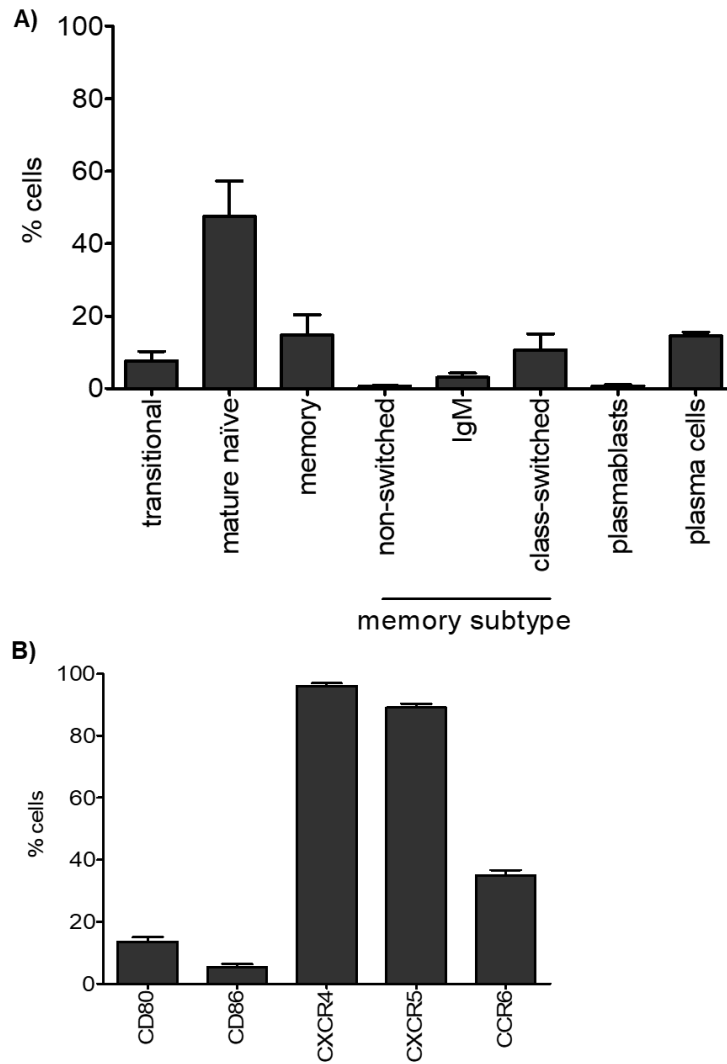 A)
100
80
60
40
20
0
% cells
transitional
mature naïve
memory
non-switched
IgM
class-switched
plasmablasts
plasma cells
memory subtype
B)
100
80
60
40
20
0
% cells
CD80
CD86
CXCR4
CXCR5
CCR6